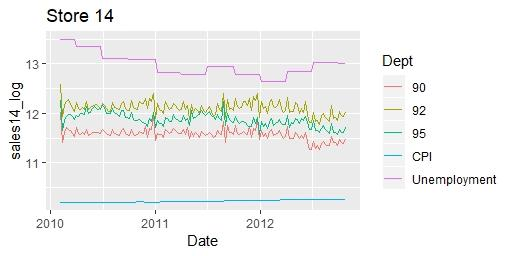 Store 14
sales14_log
13
12
11
2010
2011
2012
Date
Dept
90
92
95
CPI
Unemployment